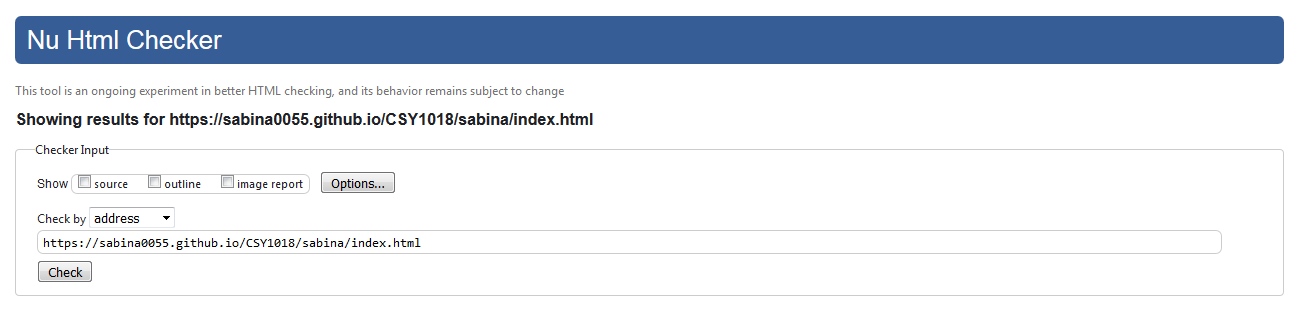 Nu Html Checker
This tool is an ongoing experiment in better HTML checking, and its behavior remains subject to change
Showing results for https://sabina0055.github.io/CSY1018/sabina/index.html
Checker Input
Show source outline image report Options...
Check by address
https://sabina0055.github.io/CSY1018/sabina/index.html
Check